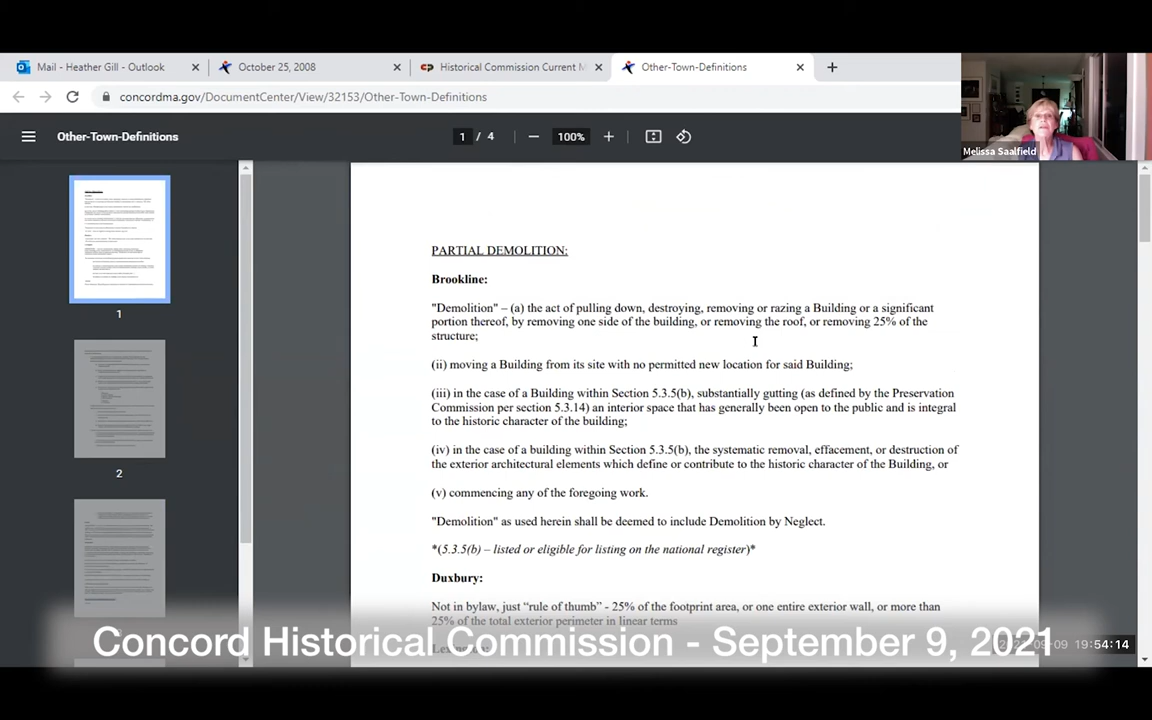 Mail - Heather Gill - Outlook
October 25, 2008
Historical Commission Current M
Other-Town-Definitions
concordma.gov/DocumentCenter/View/32153/Other-Town-Definitions
Other-Town-Definitions
1 / 4
100%
Melissa Saalfield
1
2
PARTIAL DEMOLITION:
Brookline:
"Demolition" – (a) the act of pulling down, destroying, removing or razing a Building or a significant
portion thereof, by removing one side of the building, or removing the roof, or removing 25% of the
structure;
(ii) moving a Building from its site with no permitted new location for said Building;
(iii) in the case of a Building within Section 5.3.5(b), substantially gutting (as defined by the Preservation
Commission per section 5.3.14) an interior space that has generally been open to the public and is integral
to the historic character of the building;
(iv) in the case of a building within Section 5.3.5(b), the systematic removal, effacement, or destruction of
the exterior architectural elements which define or contribute to the historic character of the Building, or
(v) commencing any of the foregoing work.
"Demolition" as used herein shall be deemed to include Demolition by Neglect.
*(5.3.5(b) – listed or eligible for listing on the national register)*
Duxbury:
Not in bylaw, just “rule of thumb” - 25% of the footprint area, or one entire exterior wall, or more than
25% of the total exterior perimeter in linear terms
Concord Historical Commission - September 9, 2021
19:54:14